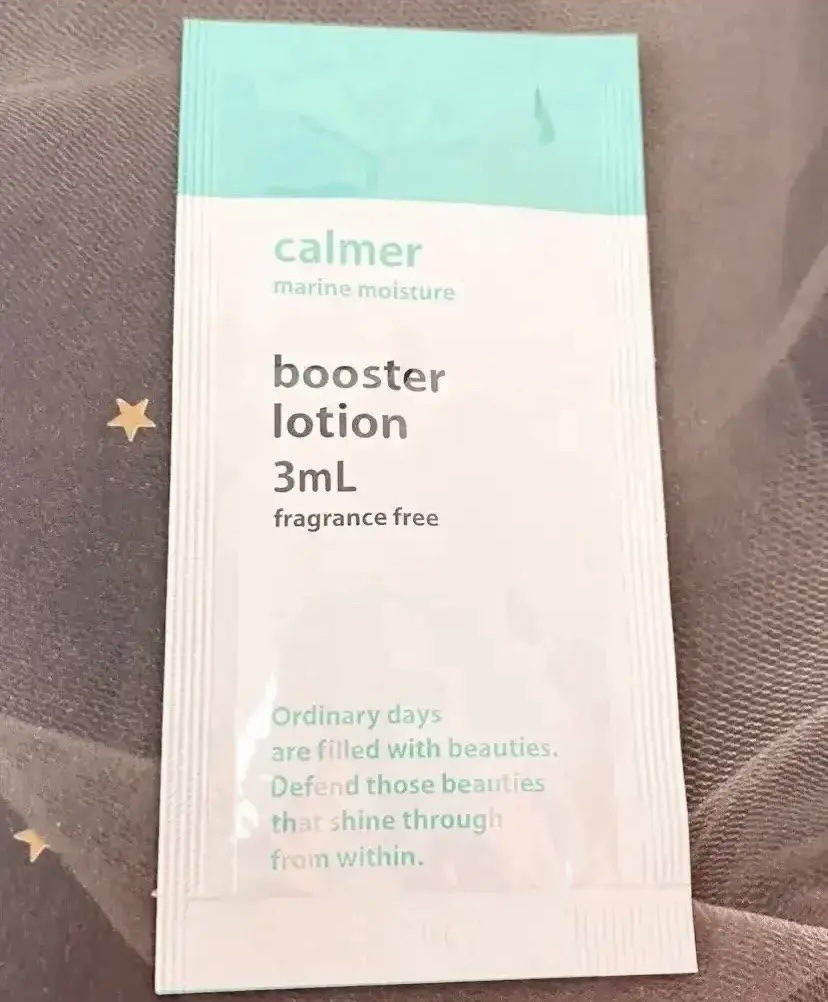 calmer
marine moisture
booster
lotion
3mL
fragrance free
Ordinary days
are filled with beauties.
Defend those beauties
that shine through
from within.